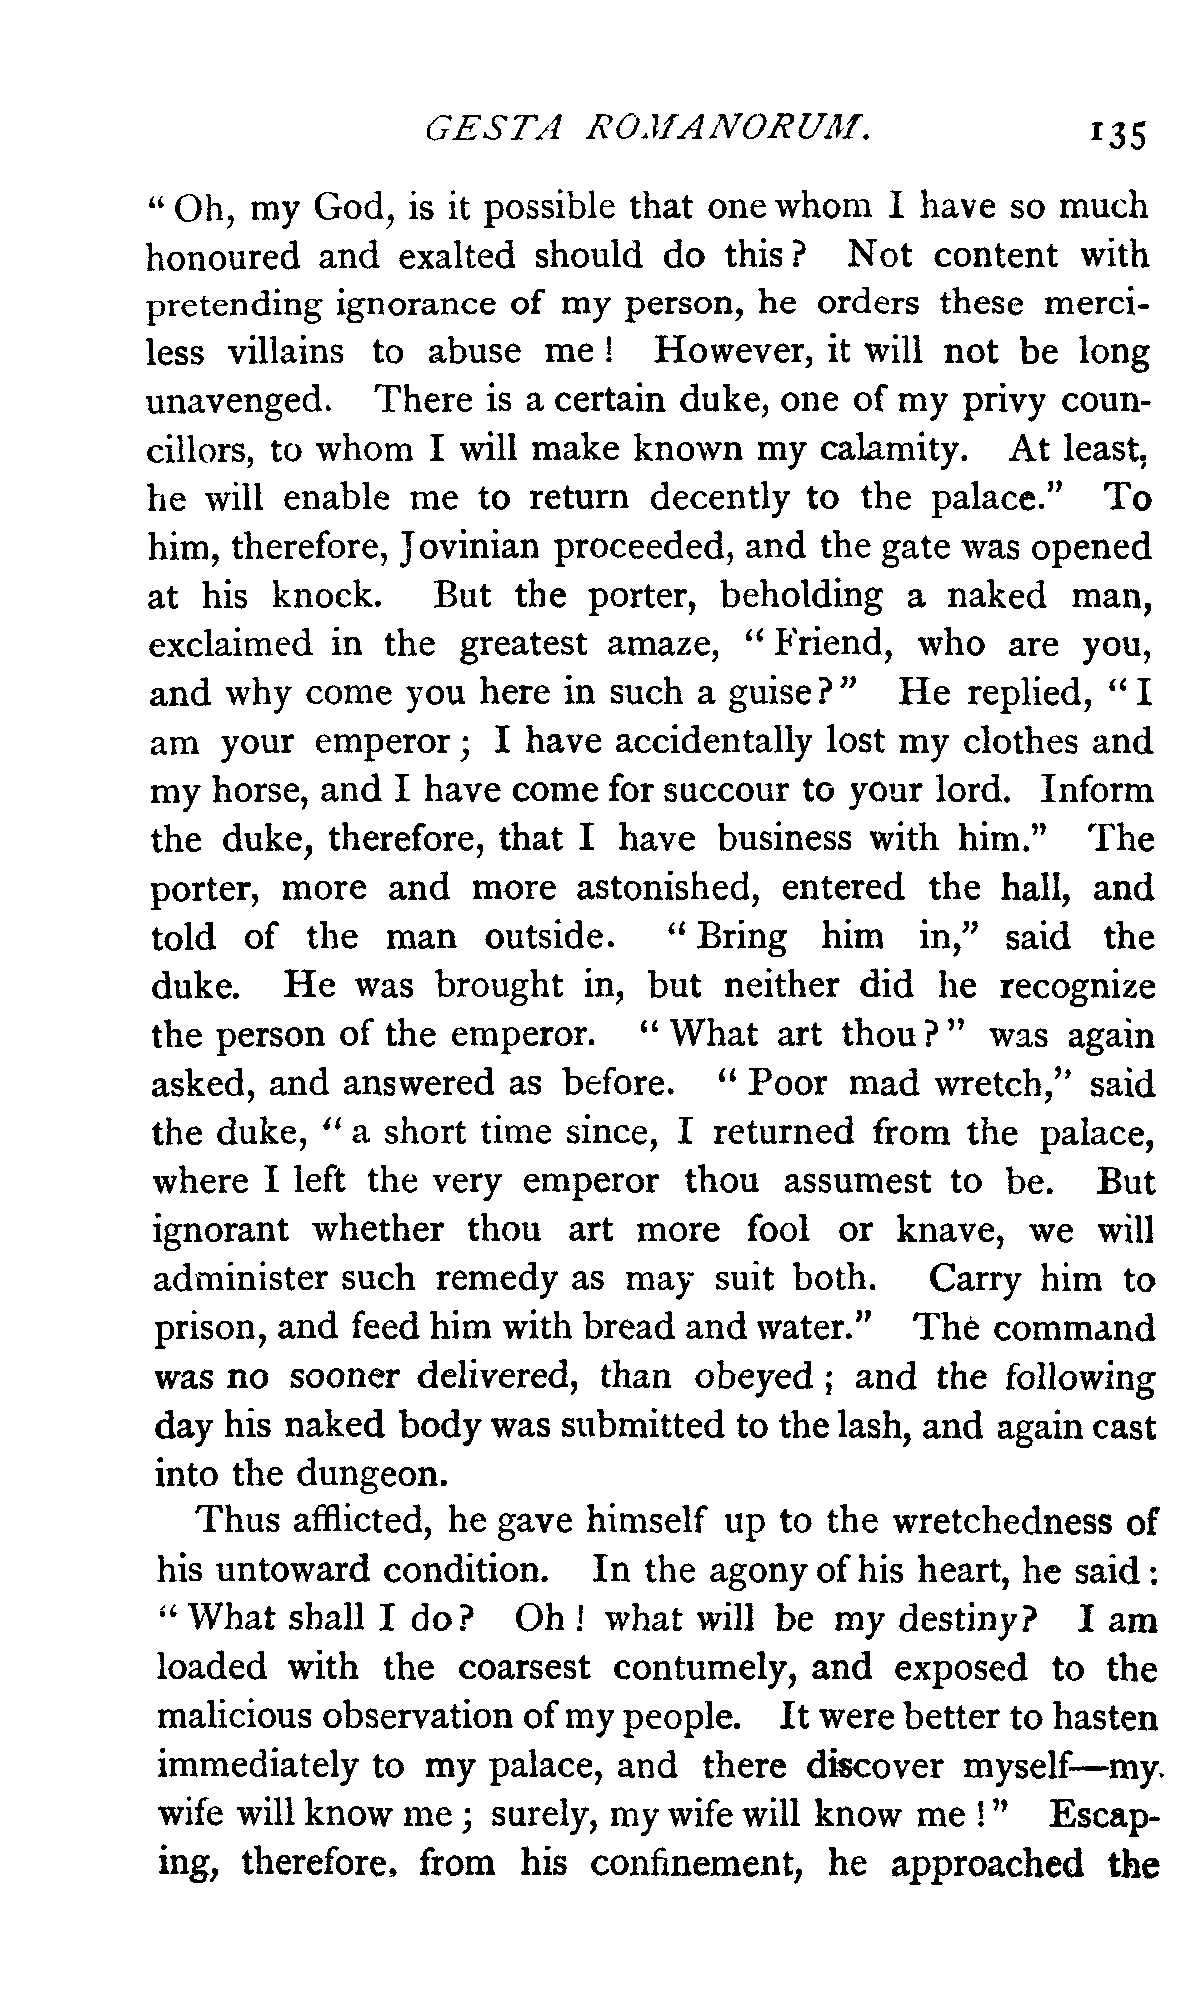 GESTA ROMANORUM. 135
“ Oh, my God, is it possible that one whom I have so much
honoured and exalted should do this? Not content with
pretending ignorance of my person, he orders these merci-
less villains to abuse me! However, it will not be long
unavenged. There is a certain duke, one of my privy coun-
cillors, to whom I will make known my calamity. At least,
he will enable me to return decently to the palace.” To
him, therefore, Jovinian proceeded, and the gate was opened
at his knock. But the porter, beholding a naked man,
exclaimed in the greatest amaze, “ Friend, who are you,
and why come you here in such a guise?” He replied, “ I
am your emperor; I have accidentally lost my clothes and
my horse, and I have come for succour to your lord. Inform
the duke, therefore, that I have business with him.” The
porter, more and more astonished, entered the hall, and
told of the man outside. “ Bring him in,” said the
duke. He was brought in, but neither did he recognize
the person of the emperor. “ What art thou?” was again
asked, and answered as before. “ Poor mad wretch,” said
the duke, “ a short time since, I returned from the palace,
where I left the very emperor thou assumest to be. But
ignorant whether thou art more fool or knave, we will
administer such remedy as may suit both. Carry him to
prison, and feed him with bread and water.” The command
was no sooner delivered, than obeyed; and the following
day his naked body was submitted to the lash, and again cast
into the dungeon.
Thus afflicted, he gave himself up to the wretchedness of
his untoward condition. In the agony of his heart, he said:
“ What shall I do? Oh! what will be my destiny? I am
loaded with the coarsest contumely, and exposed to the
malicious observation of my people. It were better to hasten
immediately to my palace, and there discover myself—my
wife will know me; surely, my wife will know me!” Escap-
ing, therefore, from his confinement, he approached the